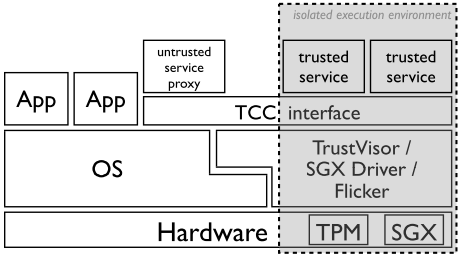 isolated execution environment
untrusted
service
proxy
trusted
service
trusted
service
App
App
TCC interface
OS
TrustVisor /
SGX Driver /
Flicker
Hardware
TPM
SGX